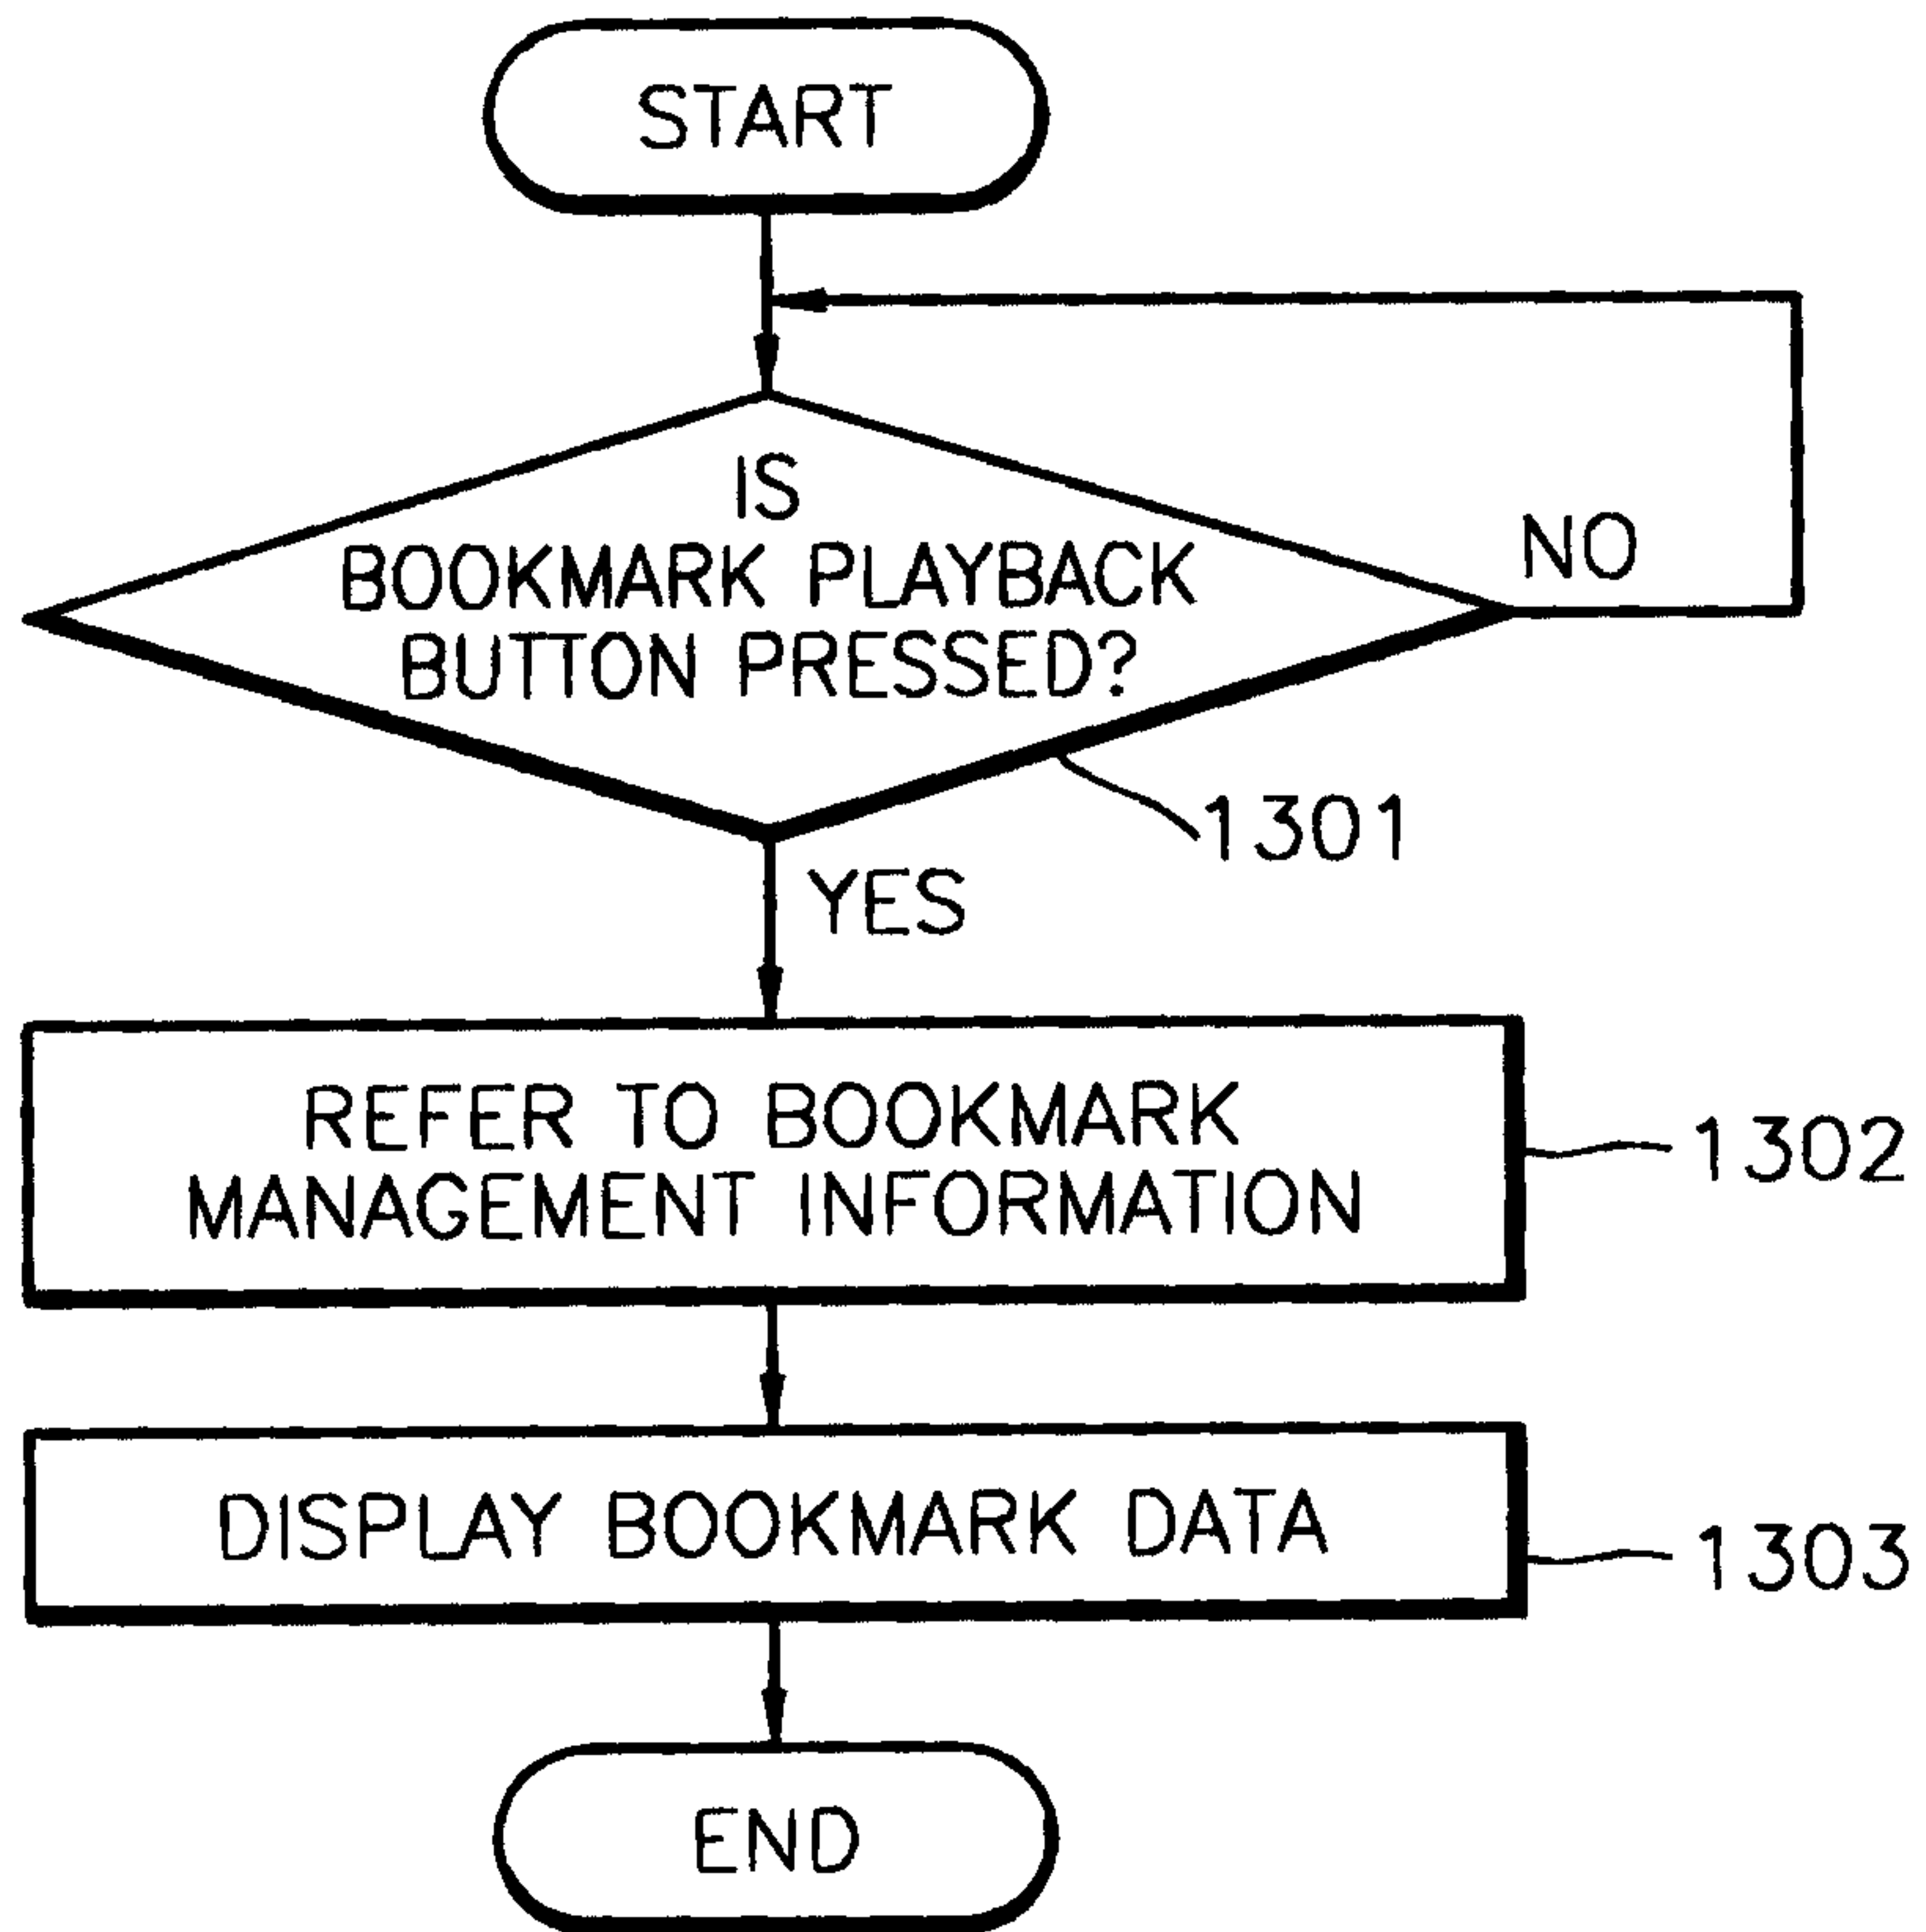 START
IS
BOOKMARK PLAYBACK
BUTTON PRESSED?
NO
1301
YES
REFER TO BOOKMARK
MANAGEMENT INFORMATION
1302
DISPLAY BOOKMARK DATA
1303
END